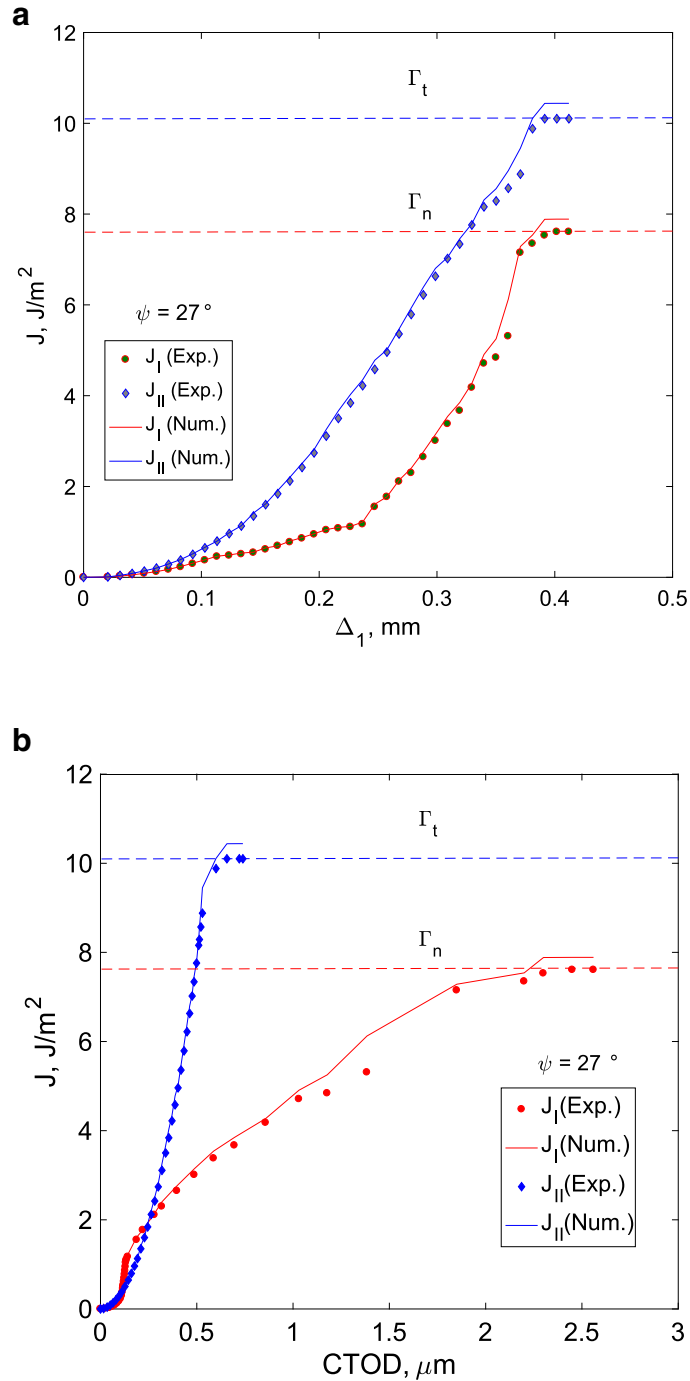 a
12
10
8
6
4
2
0
J, J/m²
Γt
Γn
ψ = 27°
JI (Exp.)
JII (Exp.)
JI (Num.)
JII (Num.)
0 0.1 0.2 0.3 0.4 0.5
Δ1, mm
b
12
10
8
6
4
2
0
J, J/m²
Γt
Γn
ψ = 27 °
JI(Exp.)
JI(Num.)
JII(Exp.)
JII(Num.)
0 0.5 1 1.5 2 2.5 3
CTOD, μm